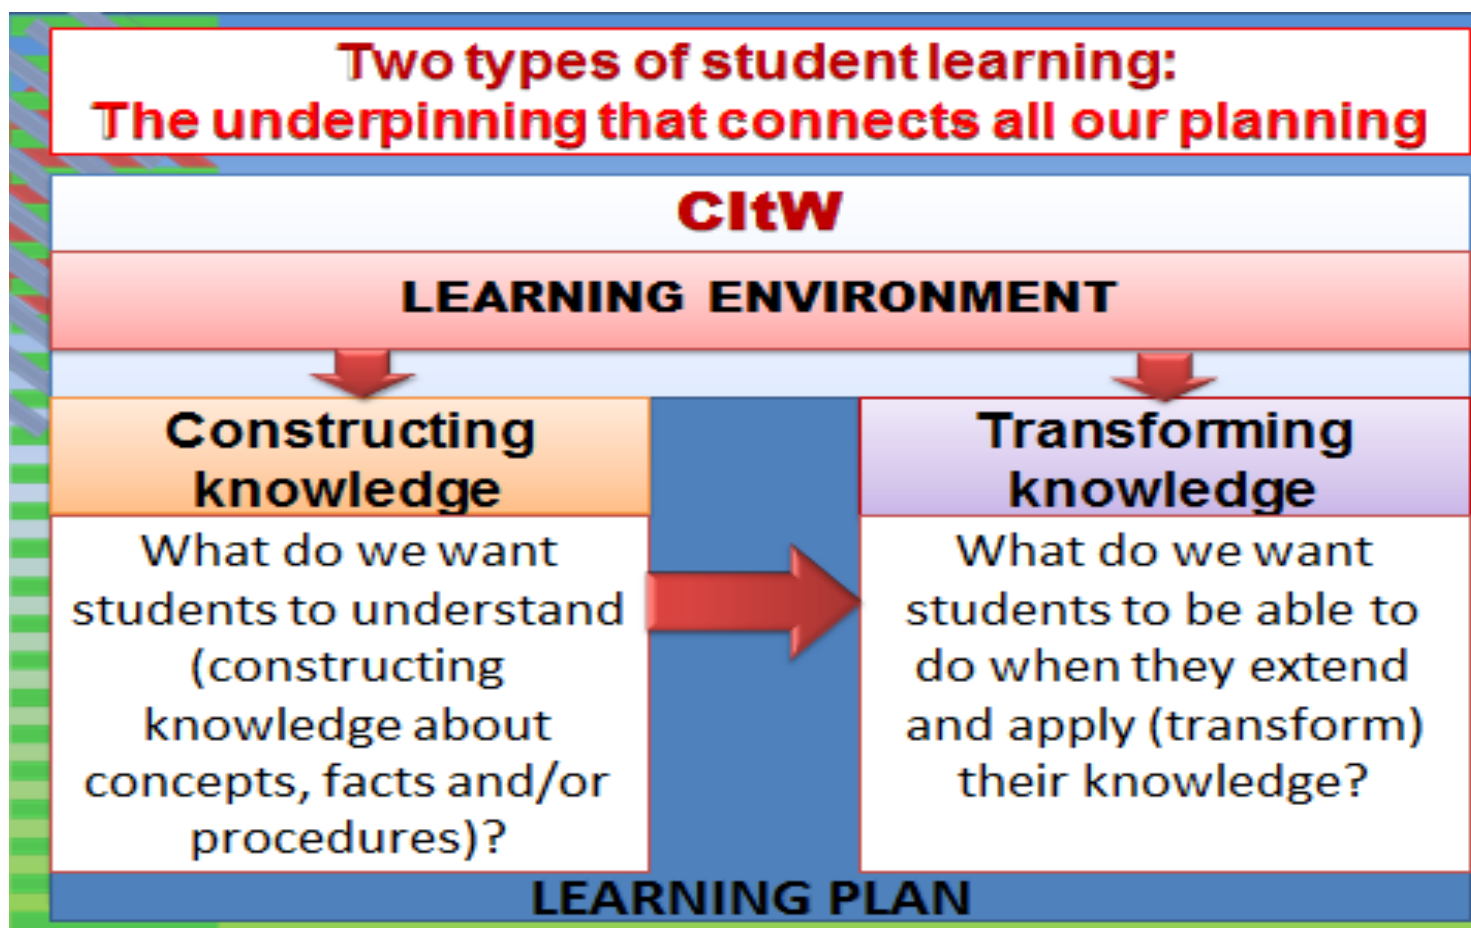 Two types of student learning:
The underpinning that connects all our planning
CItW
LEARNING ENVIRONMENT
Constructing
knowledge
What do we want
students to understand
(constructing
knowledge about
concepts, facts and/or
procedures)?
Transforming
knowledge
What do we want
students to be able to
do when they extend
and apply (transform)
their knowledge?
LEARNING PLAN